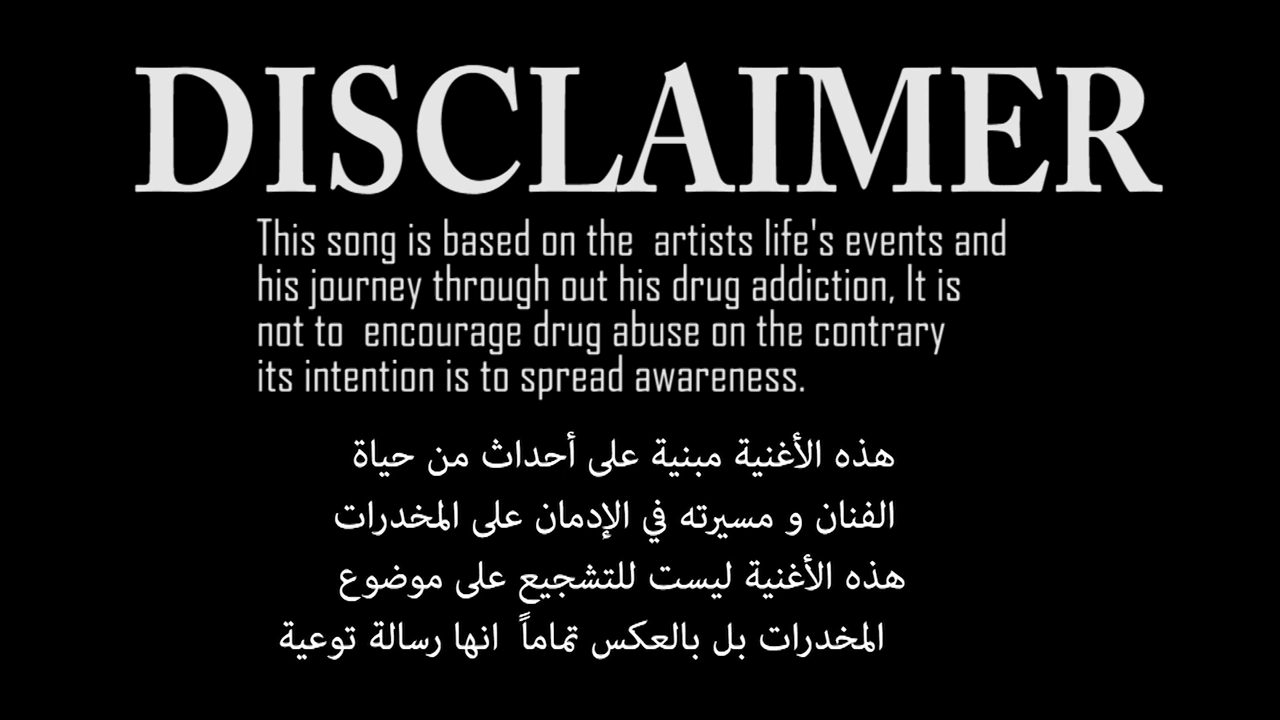 DISCLAIMER
This song is based on the artists life's events and
his journey through out his drug addiction, It is
not to encourage drug abuse on the contrary
its intention is to spread awareness.
هذه الأغنية مبنية على أحداث من حياة
الفنان و مسيرته في الإدمان على المخدرات
هذه الأغنية ليست للتشجيع على موضوع
المخدرات بل بالعكس تماماً انها رسالة توعية